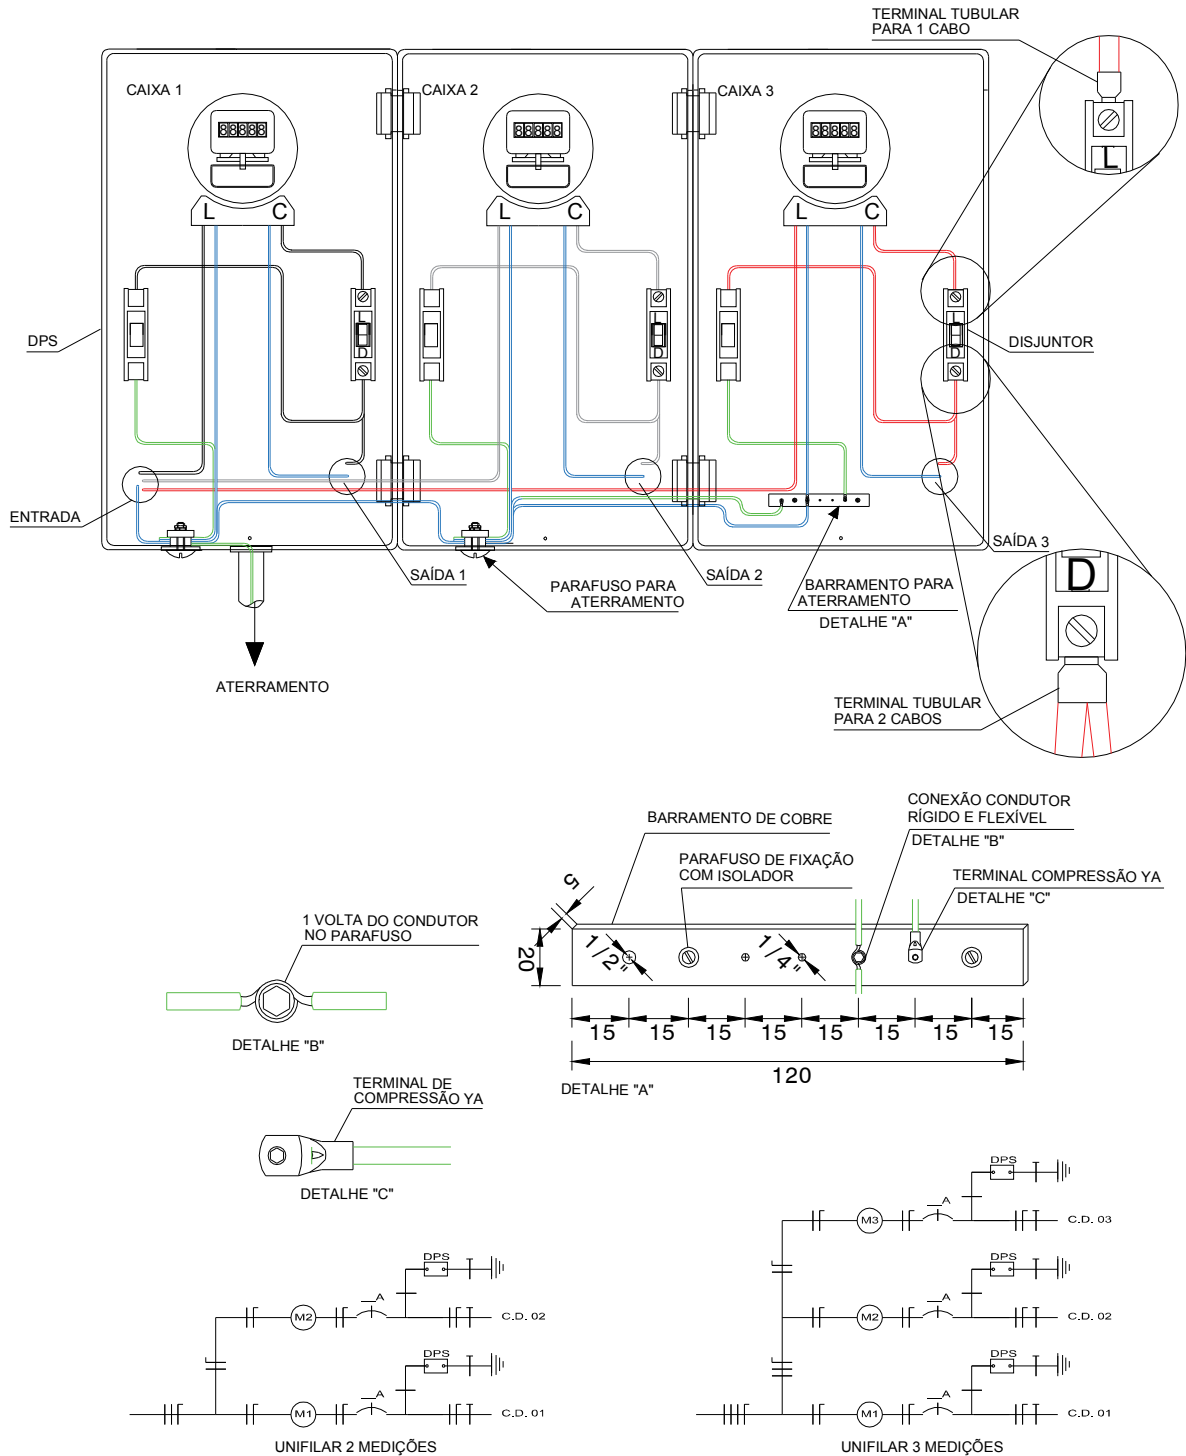 TERMINAL TUBULAR
PARA 1 CABO
CAIXA 1
CAIXA 2
CAIXA 3
88888
88888
88888
L C
L C
L C
L
L
D
L
D
L
D
DPS
DISJUNTOR
ENTRADA
SAÍDA 1
PARAFUSO PARA
ATERRAMENTO
SAÍDA 2
BARRAMENTO PARA
ATERRAMENTO
DETALHE "A"
SAÍDA 3
D
ATERRAMENTO
TERMINAL TUBULAR
PARA 2 CABOS
BARRAMENTO DE COBRE
CONEXÃO CONDUTOR
RÍGIDO E FLEXÍVEL
DETALHE "B"
PARAFUSO DE FIXAÇÃO
COM ISOLADOR
TERMINAL COMPRESSÃO YA
DETALHE "C"
5
20
1/2"
1/4"
15 15 15 15 15 15 15 15
120
DETALHE "A"
1 VOLTA DO CONDUTOR
NO PARAFUSO
DETALHE "B"
TERMINAL DE
COMPRESSÃO YA
DETALHE "C"
DPS
M2
A
C.D. 02
DPS
M1
A
C.D. 01
UNIFILAR 2 MEDIÇÕES
DPS
M3
A
C.D. 03
DPS
M2
A
C.D. 02
DPS
M1
A
C.D. 01
UNIFILAR 3 MEDIÇÕES